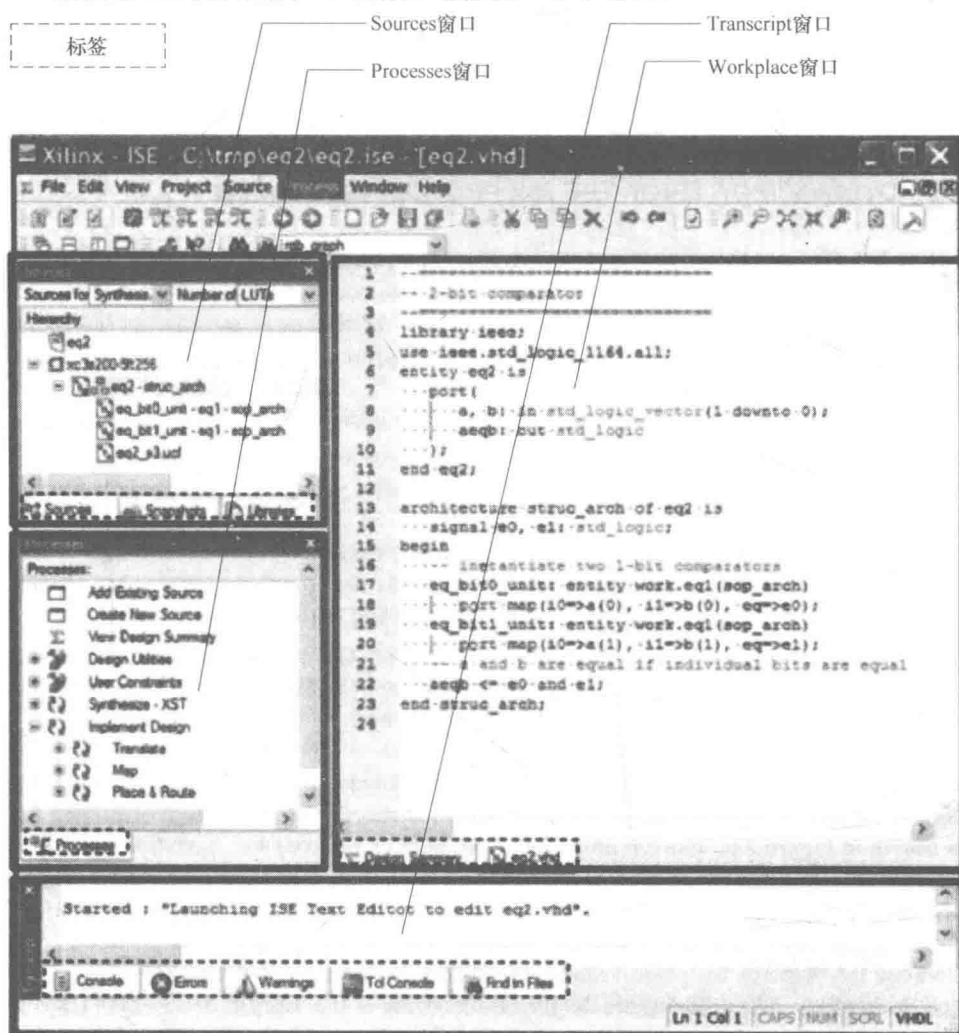 标签
Sources窗口
Processes窗口
Transcript窗口
Workplace窗口
Xilinx - ISE - C:\tmp\eq2\eq2.ise - [eq2.vhd]
File Edit View Project Source Process Window Help
Sources for Synthesis Number of LUTs
Hierarchy
eq2
xc3s200-5ft256
eq2 - struc_arch
eq_bit0_unit - eq1 - sop_arch
eq_bit1_unit - eq1 - sop_arch
eq2_s3.ucf
Sources Snapshots Libraries
Processes
Processes:
Add Existing Source
Create New Source
View Design Summary
Design Utilities
User Constraints
Synthesize - XST
Implement Design
Translate
Map
Place & Route
Processes
1 --==============================
2 -- 2-bit comparator
3 --==============================
4 library ieee;
5 use ieee.std_logic_1164.all;
6 entity eq2 is
7 port(
8 a, b: in std_logic_vector(1 downto 0);
9 aeqb: out std_logic
10 );
11 end eq2;
12
13 architecture struc_arch of eq2 is
14 signal e0, e1: std_logic;
15 begin
16 -- instantiate two 1-bit comparators
17 eq_bit0_unit: entity work.eq1(sop_arch)
18 port map(i0=>a(0), i1=>b(0), eq=>e0);
19 eq_bit1_unit: entity work.eq1(sop_arch)
20 port map(i0=>a(1), i1=>b(1), eq=>e1);
21 -- a and b are equal if individual bits are equal
22 aeqb <= e0 and e1;
23 end struc_arch;
24
Design Summary eq2.vhd
Started : "Launching ISE Text Editor to edit eq2.vhd".
Console Errors Warnings Tcl Console Find in Files
Ln 1 Col 1 CAPS NUM SCRL VHDL